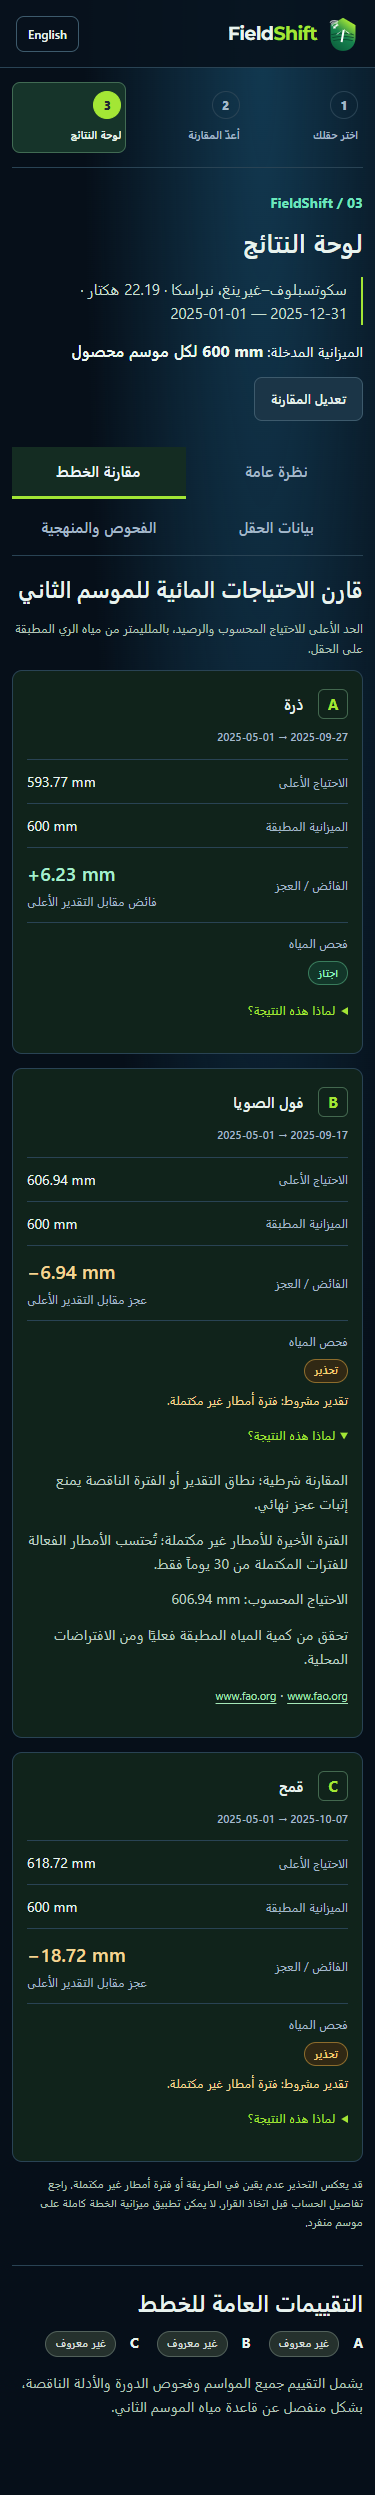 FieldShift
English
1
اختر حقلك
2
أعدّ المقارنة
3
لوحة النتائج
FieldShift / 03
لوحة النتائج
سكوتسبلوف–غيرينغ، نبراسكا · 22.19 هكتار ·
2025-01-01 — 2025-12-31
الميزانية المدخلة: 600 mm لكل موسم محصول
تعديل المقارنة
نظرة عامة
مقارنة الخطط
بيانات الحقل
الفحوص والمنهجية
قارن الاحتياجات المائية للموسم الثاني
الحد الأعلى للاحتياج المحسوب والرصيد، بالملليمتر من مياه الري المطبقة
على الحقل.
A
ذرة
2025-05-01 → 2025-09-27
الاحتياج الأعلى
593.77 mm
الميزانية المطبقة
600 mm
الفائض / العجز
+6.23 mm
فائض مقابل التقدير الأعلى
فحص المياه
اجتاز
لماذا هذه النتيجة؟
B
فول الصويا
2025-05-01 → 2025-09-17
الاحتياج الأعلى
606.94 mm
الميزانية المطبقة
600 mm
الفائض / العجز
−6.94 mm
عجز مقابل التقدير الأعلى
فحص المياه
تحذير
تقدير مشروط: فترة أمطار غير مكتملة.
لماذا هذه النتيجة؟
المقارنة شرطية؛ نطاق التقدير أو الفترة الناقصة يمنع
إثبات عجز نهائي.
الفترة الأخيرة للأمطار غير مكتملة؛ تُحتسب الأمطار الفعالة
للفترات المكتملة من 30 يوماً فقط.
الاحتياج المحسوب: 606.94 mm
تحقق من كمية المياه المطبقة فعليًا ومن الافتراضات
المحلية.
www.fao.org · www.fao.org
C
قمح
2025-05-01 → 2025-10-07
الاحتياج الأعلى
618.72 mm
الميزانية المطبقة
600 mm
الفائض / العجز
−18.72 mm
عجز مقابل التقدير الأعلى
فحص المياه
تحذير
تقدير مشروط: فترة أمطار غير مكتملة.
لماذا هذه النتيجة؟
قد يعكس التحذير عدم يقين في الطريقة أو فترة أمطار غير مكتملة. راجع
تفاصيل الحساب قبل اتخاذ القرار. لا يمكن تطبيق ميزانية الخطة كاملة على
موسم منفرد.
التقييمات العامة للخطط
A غير معروف B غير معروف C غير معروف
يشمل التقييم جميع المواسم وفحوص الدورة والأدلة الناقصة،
بشكل منفصل عن قاعدة مياه الموسم الثاني.